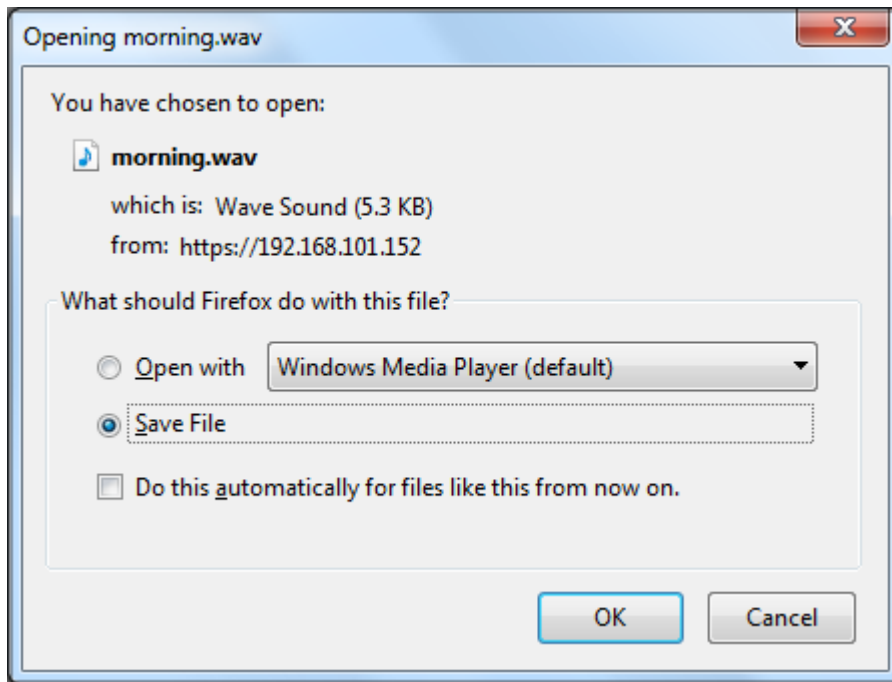 Opening morning.wav
You have chosen to open:
morning.wav
which is: Wave Sound (5.3 KB)
from: https://192.168.101.152
What should Firefox do with this file?
Open with Windows Media Player (default)
Save File
Do this automatically for files like this from now on.
OK Cancel